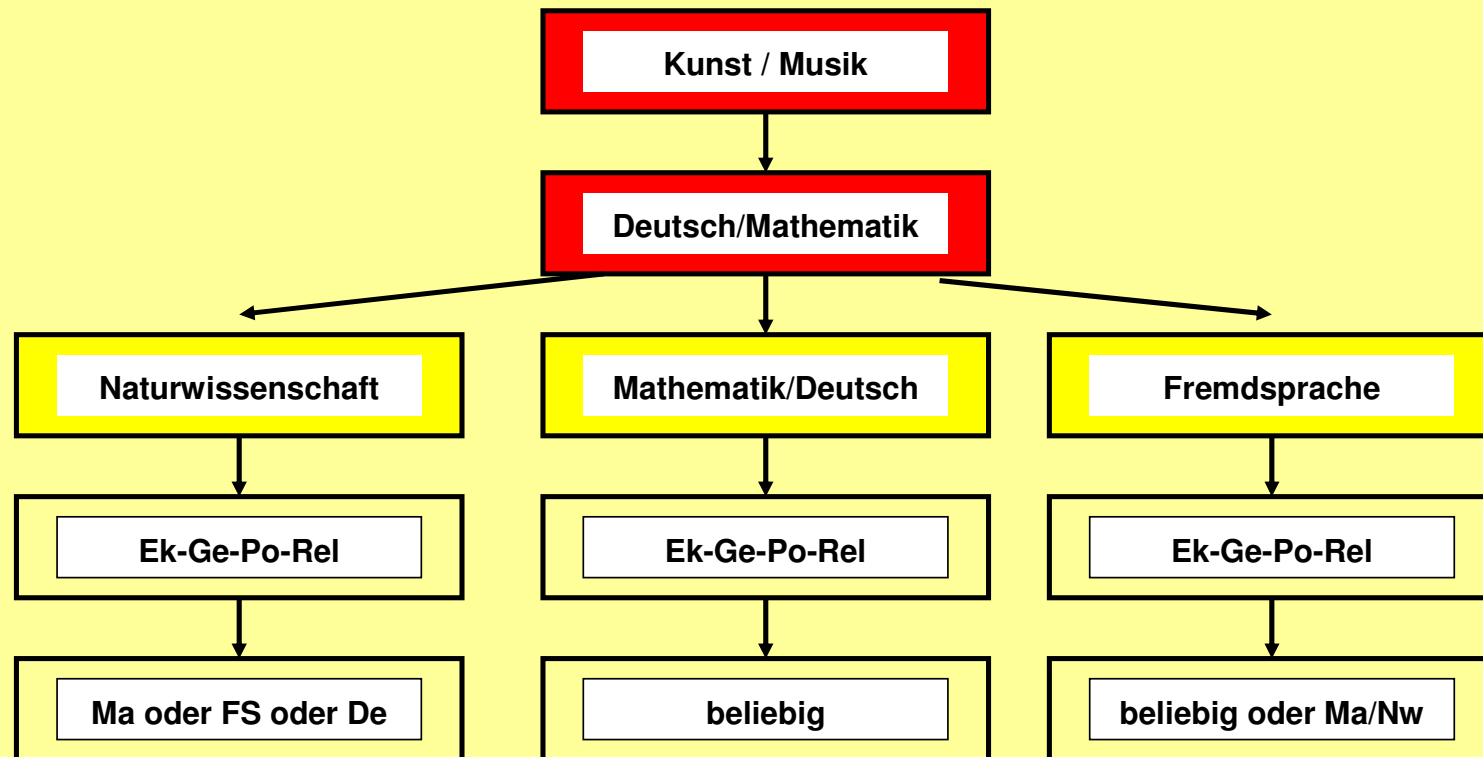 Kunst / Musik
Deutsch/Mathematik
Naturwissenschaft
Mathematik/Deutsch
Fremdsprache
Ek-Ge-Po-Rel
Ek-Ge-Po-Rel
Ek-Ge-Po-Rel
Ma oder FS oder De
beliebig
beliebig oder Ma/Nw